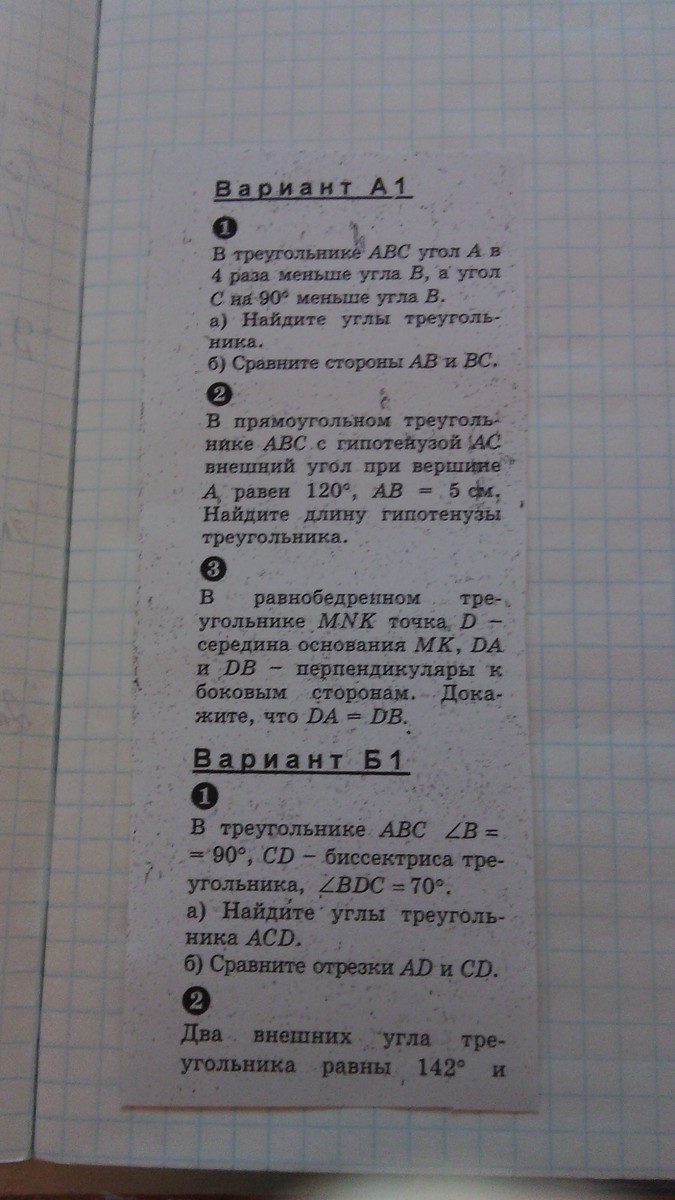 Вариант А1
1
В треугольнике ABC угол A в
4 раза меньше угла B, а угол
C на 90° меньше угла B.
а) Найдите углы треуголь-
ника.
б) Сравните стороны AB и BC.
2
В прямоугольном треуголь-
нике ABC с гипотенузой AC
внешний угол при вершине
A равен 120°, AB = 5 см.
Найдите длину гипотенузы
треугольника.
3
В равнобедренном тре-
угольнике MNK точка D –
середина основания MK, DA
и DB – перпендикуляры к
боковым сторонам. Дока-
жите, что DA = DB.
Вариант Б1
1
В треугольнике ABC ∠B =
= 90°, CD – биссектриса тре-
угольника, ∠BDC = 70°.
а) Найдите углы треуголь-
ника ACD.
б) Сравните отрезки AD и CD.
2
Два внешних угла тре-
угольника равны 142° и